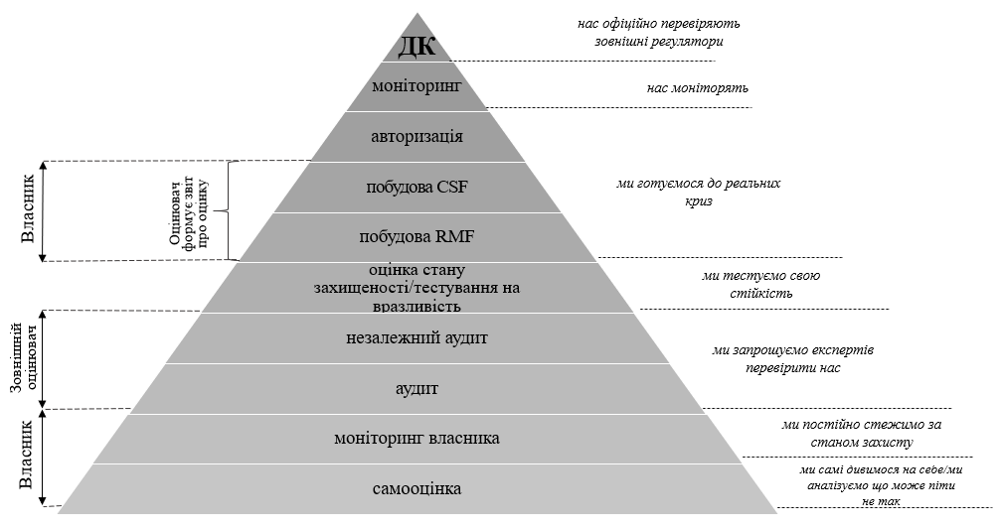 ДК
моніторинг
авторизація
побудова CSF
побудова RMF
оцінка стану
захищеності/тестування на
вразливість
незалежний аудит
аудит
моніторинг власника
самооцінка
Власник
Оцінювач
формує звіт
про оцінку
Зовнішній
оцінювач
Власник
нас офіційно перевіряють
зовнішні регулятори
нас моніторять
ми готуємося до реальних
криз
ми тестуємо свою
стійкість
ми запрошуємо експертів
перевірити нас
ми постійно стежимо за
станом захисту
ми самі дивимося на себе/ми
аналізуємо що може піти
не так